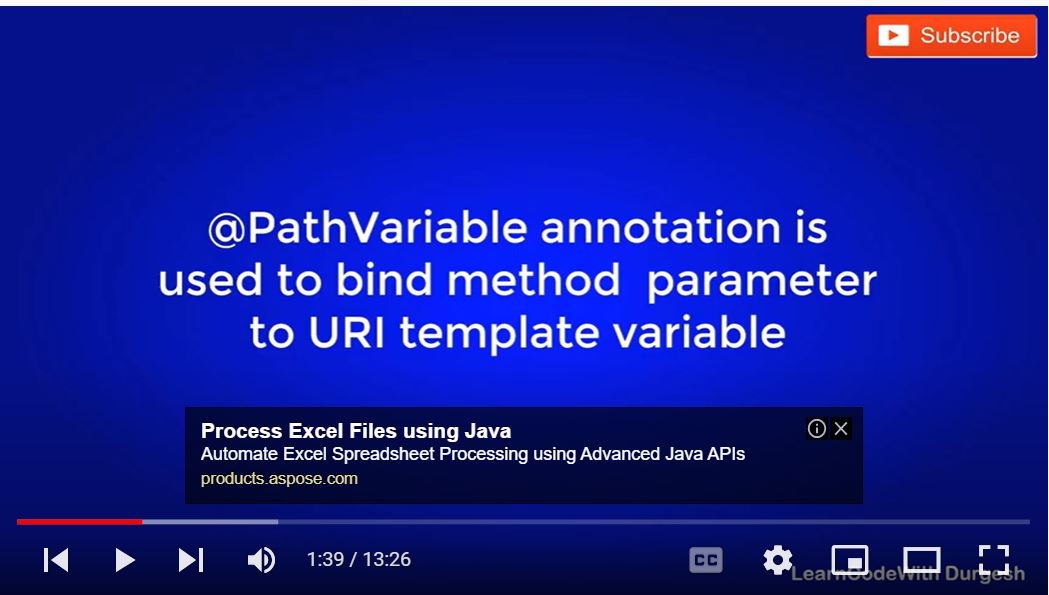 Subscribe
@PathVariable annotation is
used to bind method parameter
to URI template variable
Process Excel Files using Java
Automate Excel Spreadsheet Processing using Advanced Java APIs
products.aspose.com
1:39 / 13:26
CC
LearnCodeWith Durgesh